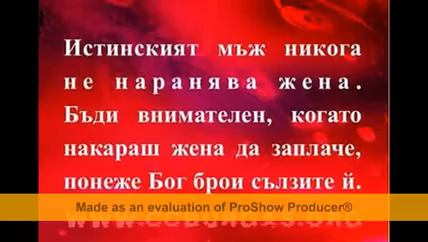 Истинският мъж никога
не наранява жена.
Бъди внимателен, когато
накараш жена да заплаче,
понеже Бог брои сълзите ѝ.
Made as an evaluation of ProShow Producer®